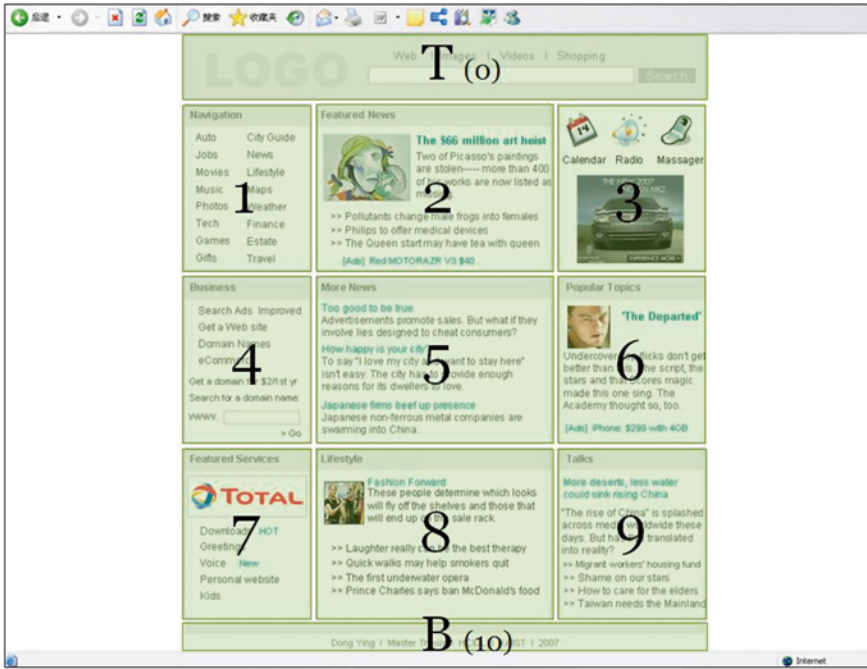 后退
搜索
收藏夹
T (0)
LOGO
Web | Images | Videos | Shopping
Search
Navigation
Auto City Guide
Jobs News
Movies Lifestyle
Music Maps
Photos Weather
Tech Finance
Games Estate
Gifts Travel
1
Featured News
The $66 million art heist
Two of Picasso's paintings
are stolen----- more than 400
of his works are now listed as
missing.
>> Pollutants change male frogs into females
>> Philips to offer medical devices
>> The Queen start may have tea with queen
[Ads] Red MOTORAZR V3 $40
2
14
Calendar Radio Massager
THE NEW 2007
MKZ.
EXPERIENCE MORE
3
Business
Search Ads Improved
Get a Web site
Domain Names
eCommerce
Get a domain for $2/1st yr
Search for a domain name:
www.
> Go
4
More News
Too good to be true
Advertisements promote sales. But what if they
involve lies designed to cheat consumers?
How happy is your city?
To say "I love my city and want to stay here"
isn't easy. The city has to provide enough
reasons for its dwellers to love.
Japanese firms beef up presence
Japanese non-ferrous metal companies are
swarming into China.
5
Popular Topics
'The Departed'
Undercover flicks don't get
better than this. The script, the
stars and that Scores magic
made this one sing. The
Academy thought so, too.
[Ads] iPhone: $299 with 4GB
6
Featured Services
TOTAL
Downloads HOT
Greetings
Voice New
Personal website
Kids
7
Lifestyle
Fashion Forward
These people determine which looks
will fly off the shelves and those that
will end up on the sale rack.
>> Laughter really can be the best therapy
>> Quick walks may help smokers quit
>> The first underwater opera
>> Prince Charles says ban McDonald's food
8
Talks
More deserts, less water
could sink rising China
"The rise of China" is splashed
across media worldwide these
days. But has it translated
into reality?
>> Migrant workers' housing fund
>> Shame on our stars
>> How to care for the elders
>> Taiwan needs the Mainland
9
B (10)
Dong Ying | Master | 2007
Internet